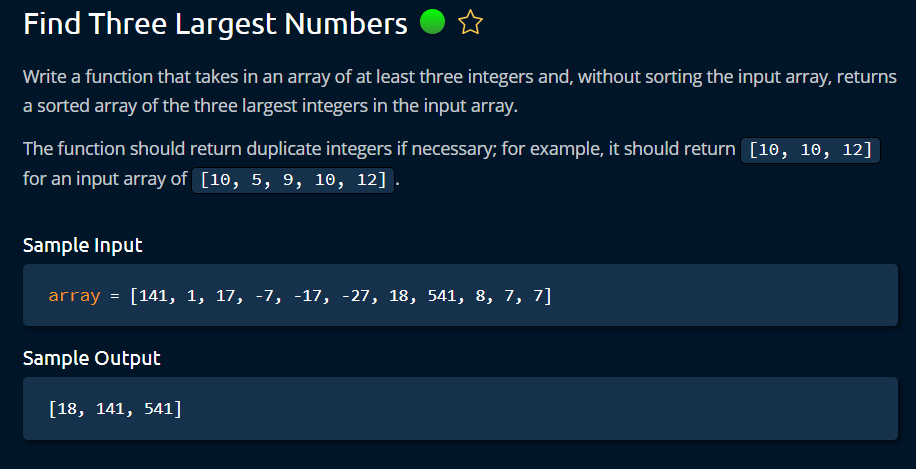 Find Three Largest Numbers
Write a function that takes in an array of at least three integers and, without sorting the input array, returns
a sorted array of the three largest integers in the input array.
The function should return duplicate integers if necessary; for example, it should return [10, 10, 12]
for an input array of [10, 5, 9, 10, 12].
Sample Input
array = [141, 1, 17, -7, -17, -27, 18, 541, 8, 7, 7]
Sample Output
[18, 141, 541]